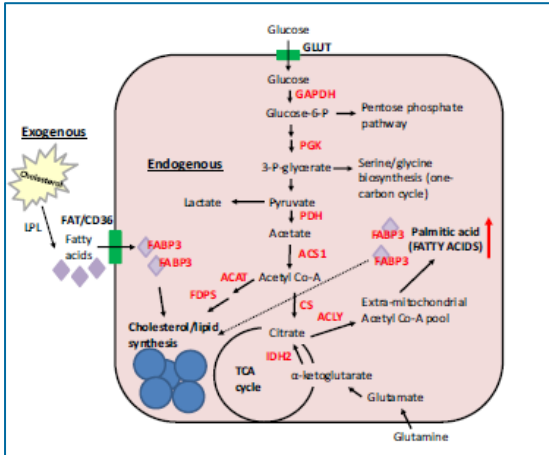 Glucose
GLUT
Glucose
GAPDH
Glucose-6-P
Pentose phosphate
pathway
PGK
Exogenous
Endogenous
3-P-glycerate
Serine/glycine
biosynthesis (one-
carbon cycle)
Cholesterol
Lactate
Pyruvate
PDH
LPL
FAT/CD36
Fatty
acids
FABP3
FABP3
Acetate
ACS1
FABP3
FABP3
Palmitic acid
(FATTY ACIDS)
ACAT
Acetyl Co-A
FDPS
CS
ACLY
Extra-mitochondrial
Acetyl Co-A pool
Cholesterol/lipid
synthesis
Citrate
IDH2
TCA
cycle
α-ketoglutarate
Glutamate
Glutamine